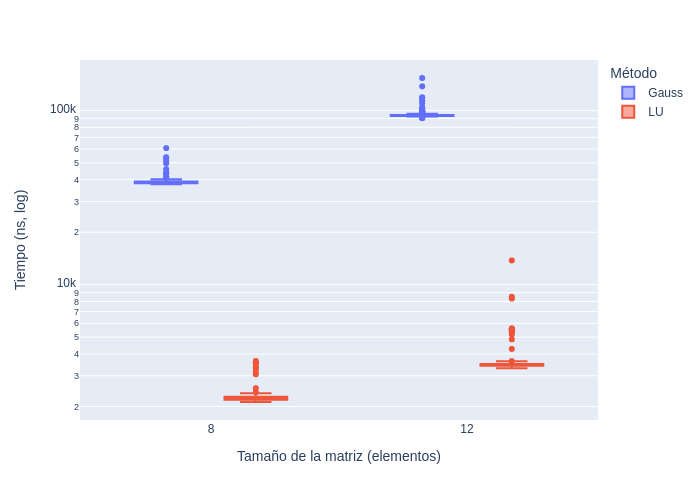 Método
Gauss
LU
100k
9
8
7
6
5
4
3
2
10k
9
8
7
6
5
4
3
2
Tiempo (ns, log)
8
12
Tamaño de la matriz (elementos)